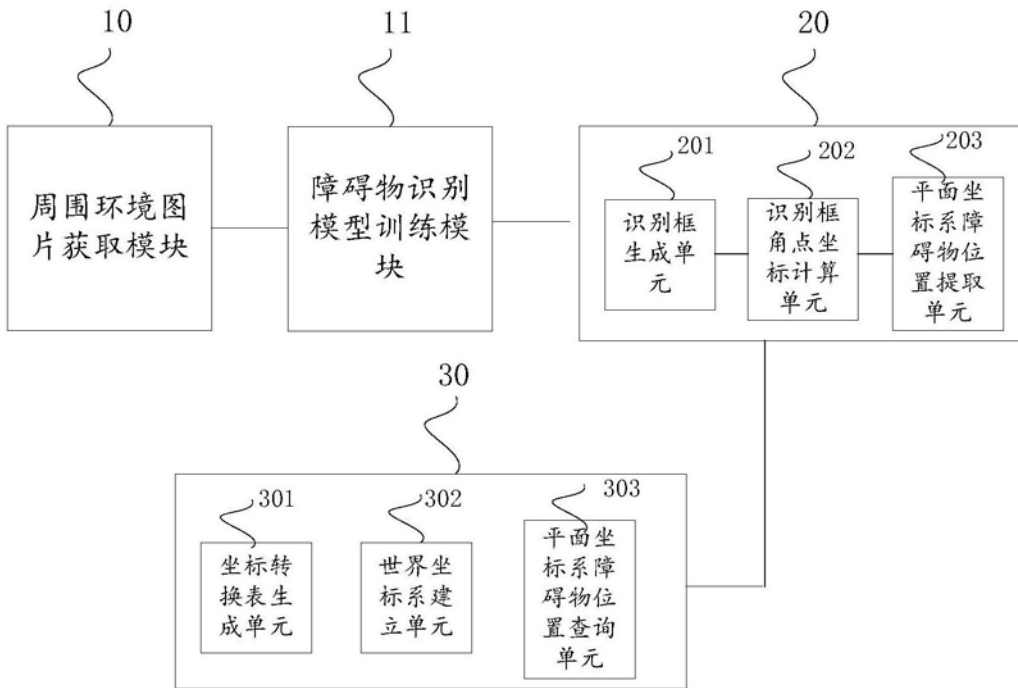 10
11
20
周围环境图
片获取模块
障碍物识别
模型训练模
块
201
识别框
生成单
元
202
识别框
角点坐
标计算
单元
203
平面坐
标系障
碍物位
置提取
单元
30
301
坐标转
换表生
成单元
302
世界坐
标系建
立单元
303
平面坐
标系障
碍物位
置查询
单元